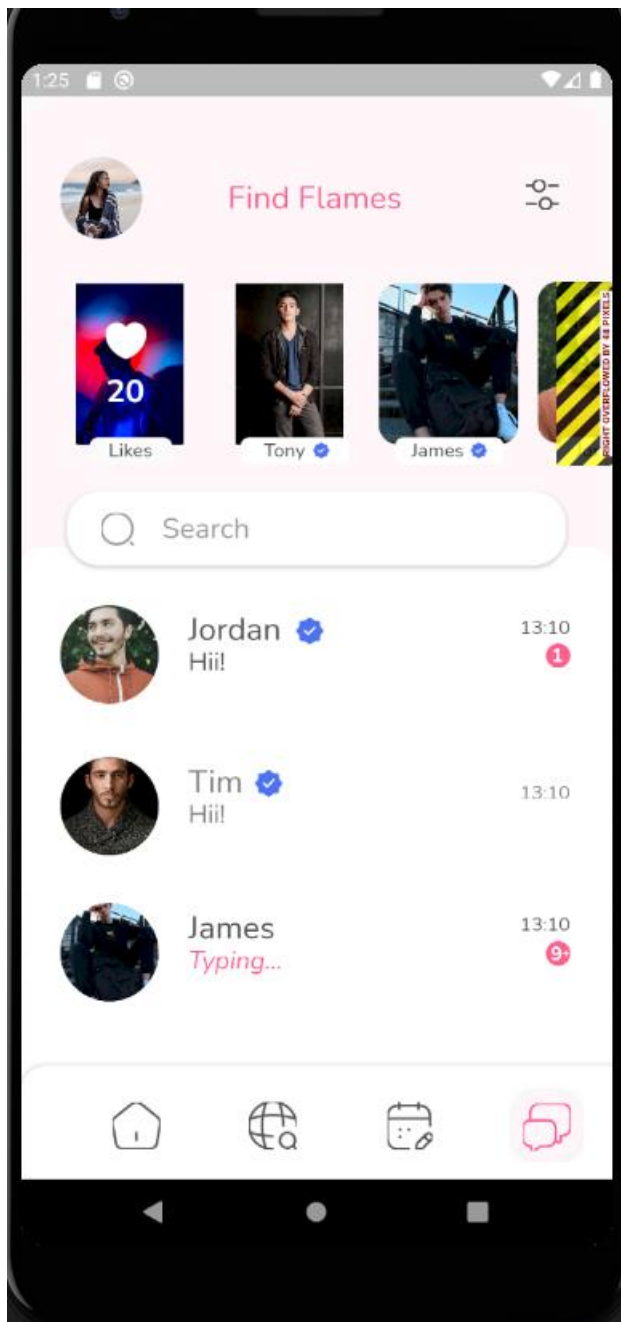 1:25
Find Flames
20
Likes
Tony
James
RIGHT OVERFLOWED BY 48 PIXELS
Search
Jordan
13:10
Hii!
1
Tim
Hii!
13:10
James
13:10
Typing...
9+